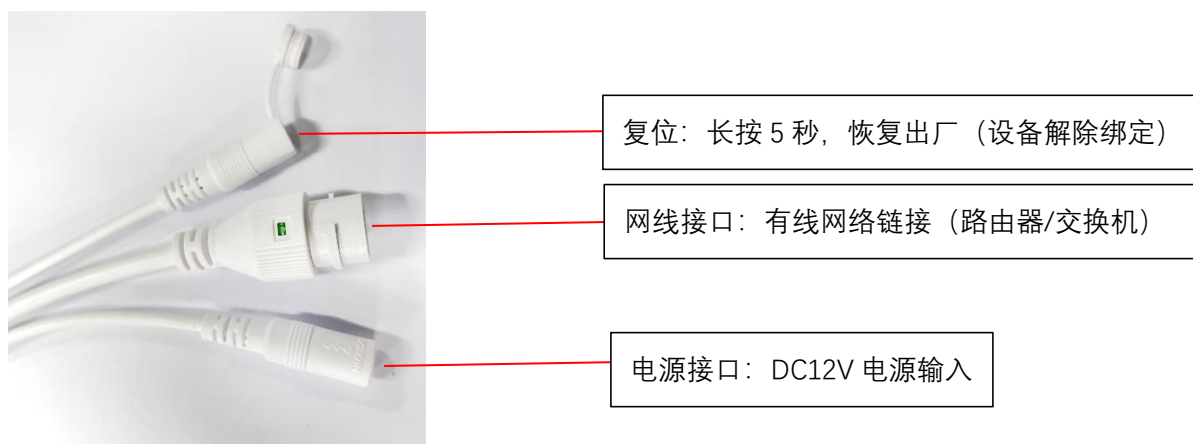 复位：长按 5 秒，恢复出厂（设备解除绑定）
网线接口：有线网络链接（路由器/交换机）
电源接口：DC12V 电源输入